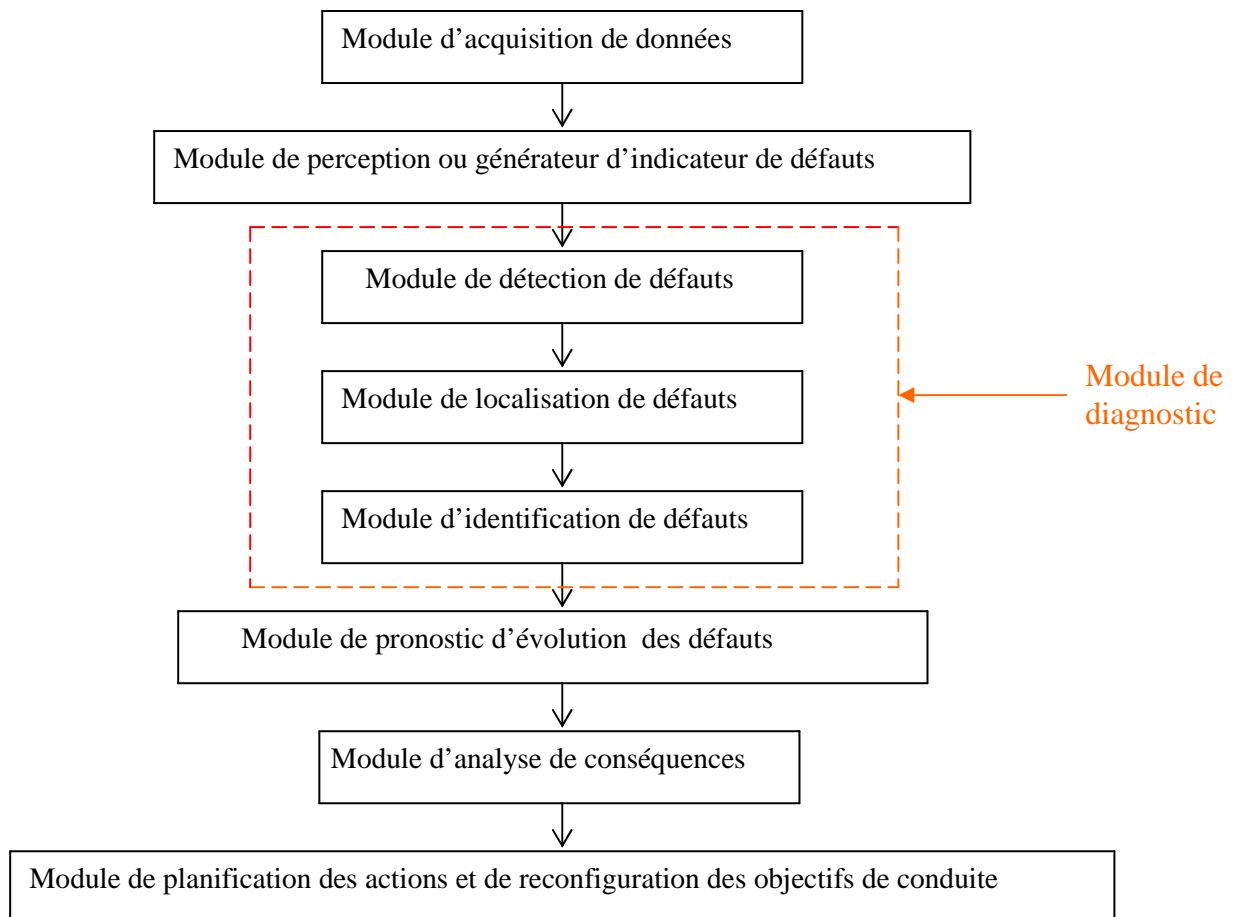 Module d’acquisition de données
Module de perception ou générateur d’indicateur de défauts
Module de détection de défauts
Module de localisation de défauts
Module de
diagnostic
Module d’identification de défauts
Module de pronostic d’évolution  des défauts
Module d’analyse de conséquences
Module de planification des actions et de reconfiguration des objectifs de conduite